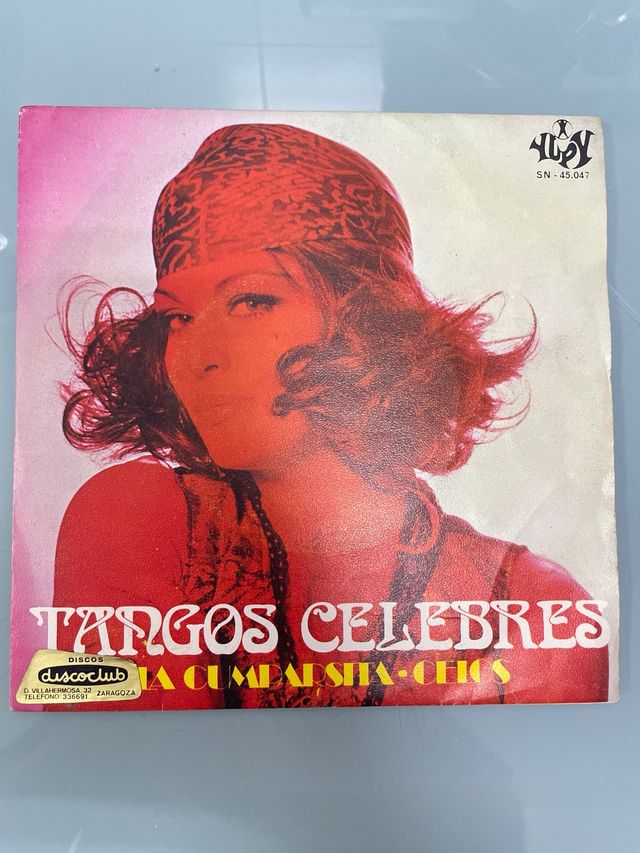 YUPY
SN - 45.047
TANGOS CELEBRES
LA CUMPARSITA • CELOS
DISCOS
discoclub
D. VILLAHERMOSA, 32
TELEFONO: 336691 ZARAGOZA